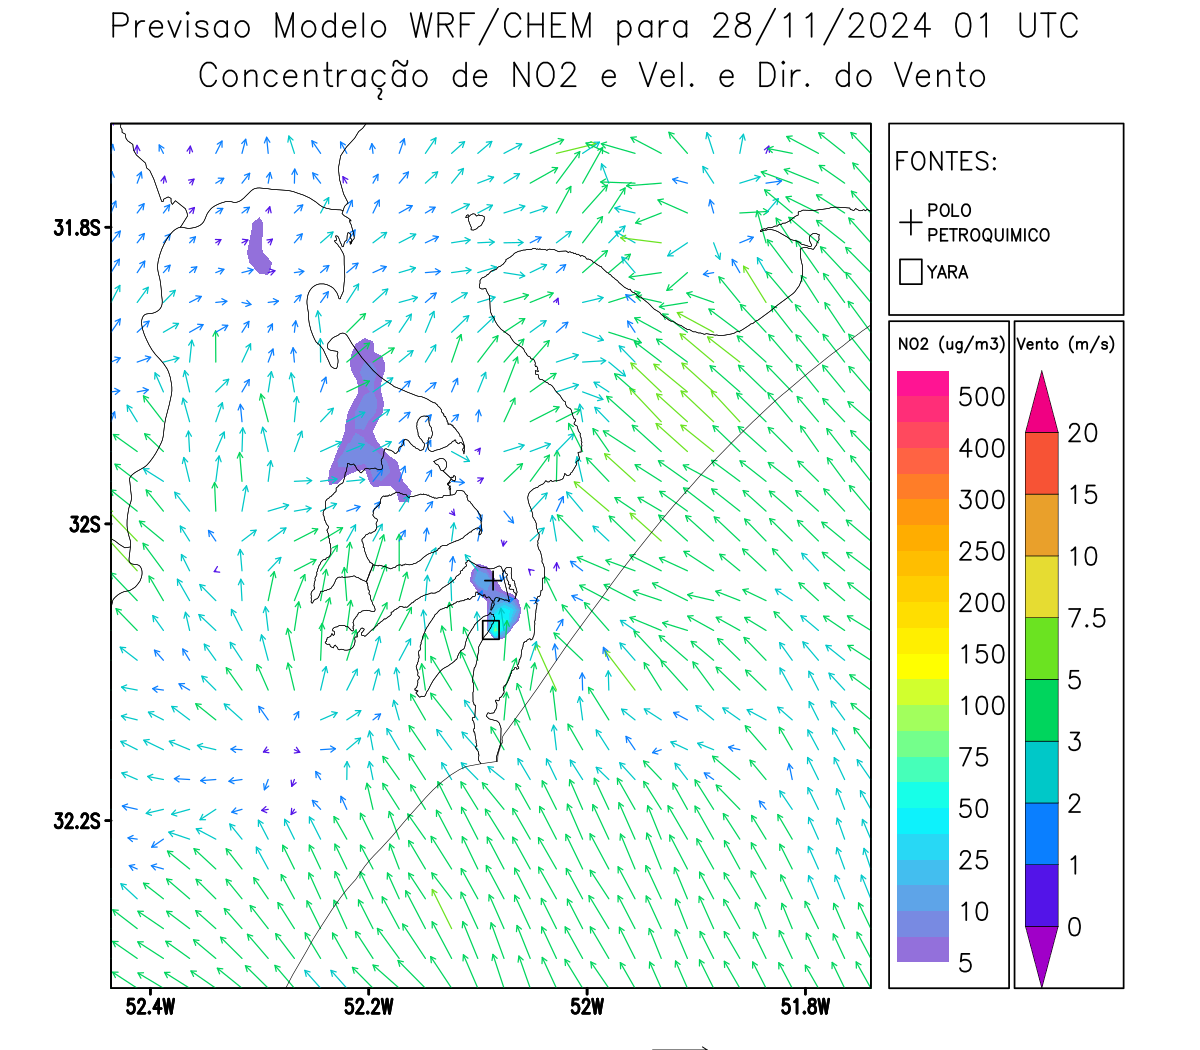 Previsao Modelo WRF/CHEM para 28/11/2024 01 UTC
Concentração de NO2 e Vel. e Dir. do Vento
FONTES:
POLO
PETROQUIMICO
YARA
NO2 (ug/m3)
500
400
300
250
200
150
100
75
50
25
10
5
Vento (m/s)
20
15
10
7.5
5
3
2
1
0
31.8S
32S
32.2S
52.4W
52.2W
52W
51.8W